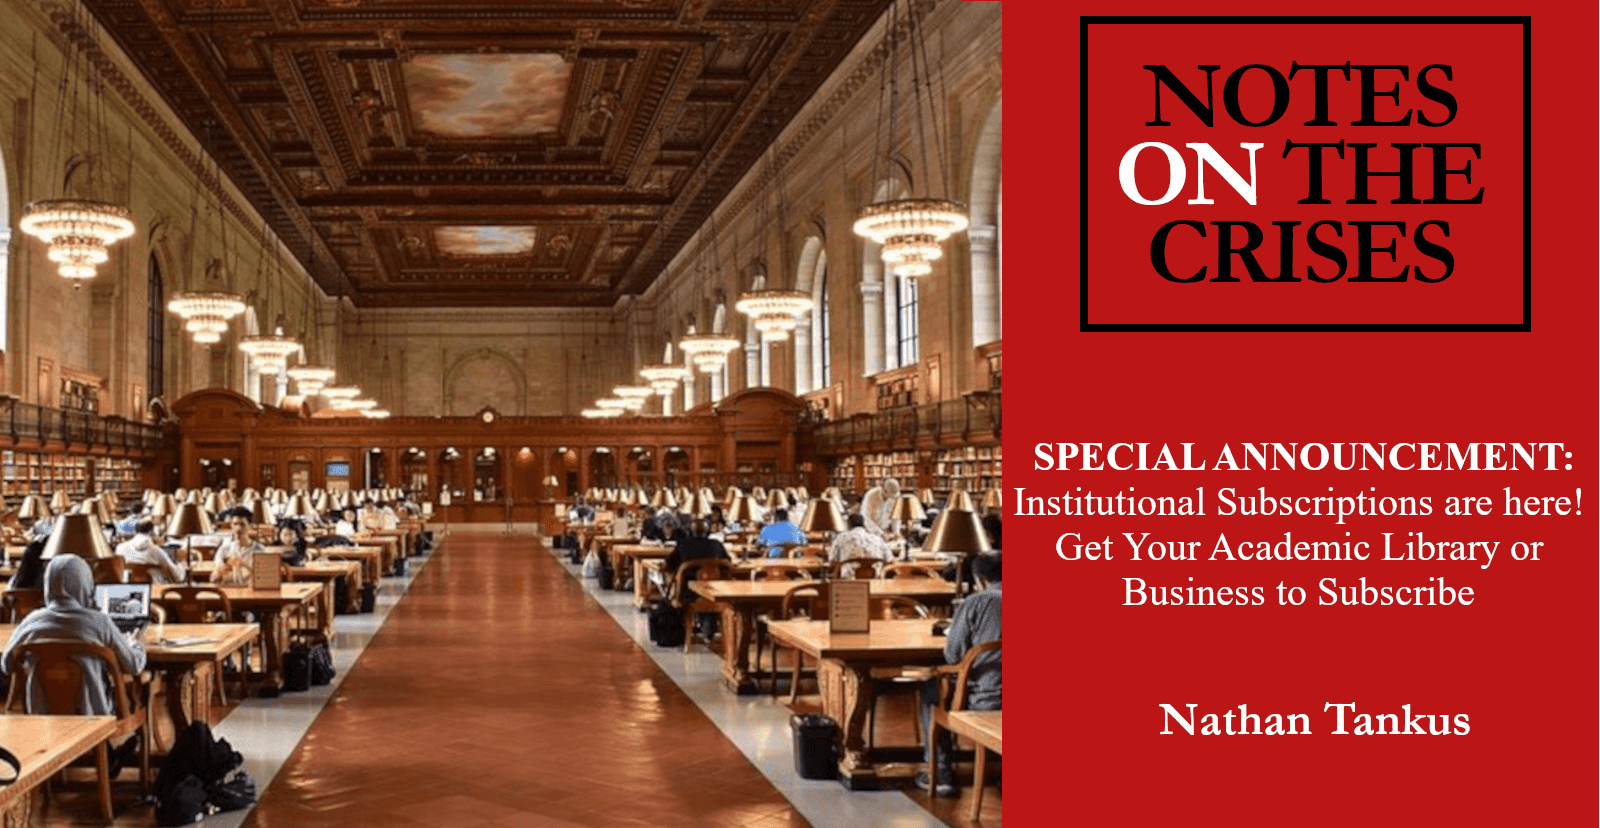 NOTES
ON THE
CRISES
SPECIAL ANNOUNCEMENT:
Institutional Subscriptions are here!
Get Your Academic Library or
Business to Subscribe
Nathan Tankus